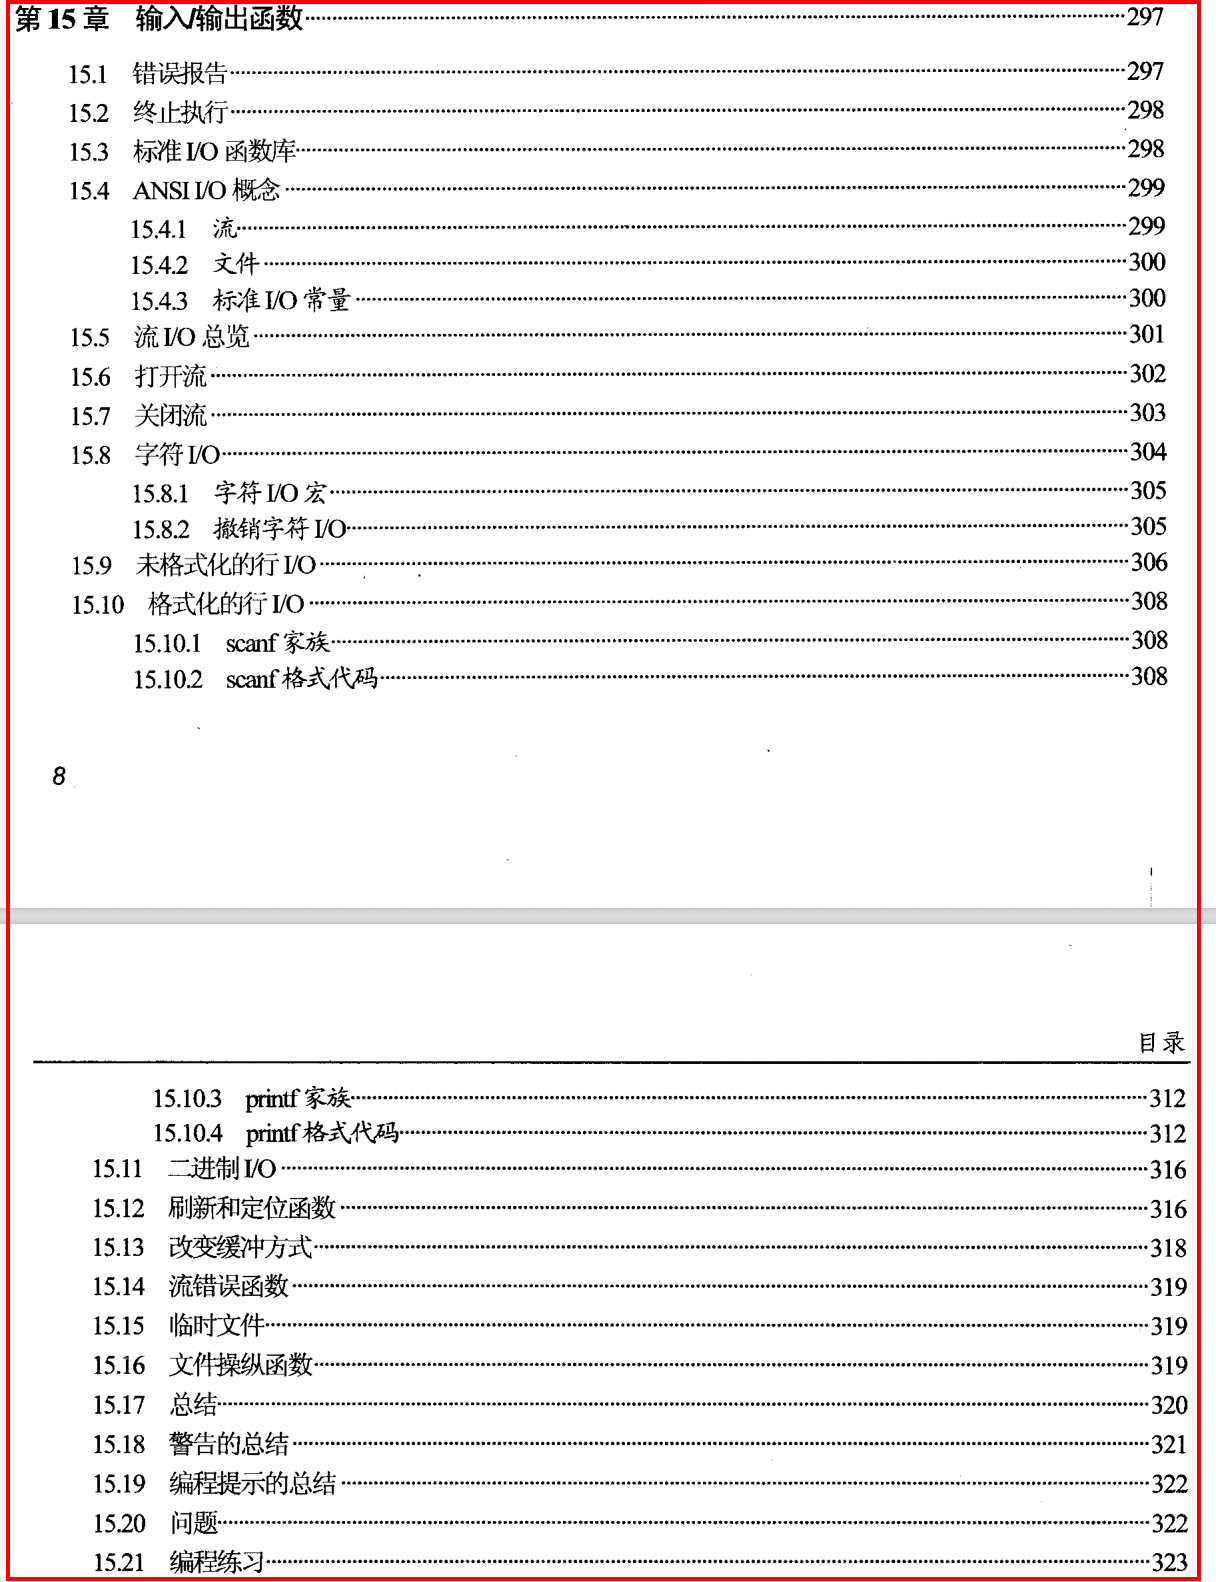 第 15 章 输入/输出函数 297
15.1 错误报告 297
15.2 终止执行 298
15.3 标准 I/O 函数库 298
15.4 ANSI I/O 概念 299
15.4.1 流 299
15.4.2 文件 300
15.4.3 标准 I/O 常量 300
15.5 流 I/O 总览 301
15.6 打开流 302
15.7 关闭流 303
15.8 字符 I/O 304
15.8.1 字符 I/O 宏 305
15.8.2 撤销字符 I/O 305
15.9 未格式化的行 I/O 306
15.10 格式化的行 I/O 308
15.10.1 scanf 家族 308
15.10.2 scanf 格式代码 308
8
目录
15.10.3 printf 家族 312
15.10.4 printf 格式代码 312
15.11 二进制 I/O 316
15.12 刷新和定位函数 316
15.13 改变缓冲方式 318
15.14 流错误函数 319
15.15 临时文件 319
15.16 文件操纵函数 319
15.17 总结 320
15.18 警告的总结 321
15.19 编程提示的总结 322
15.20 问题 322
15.21 编程练习 323